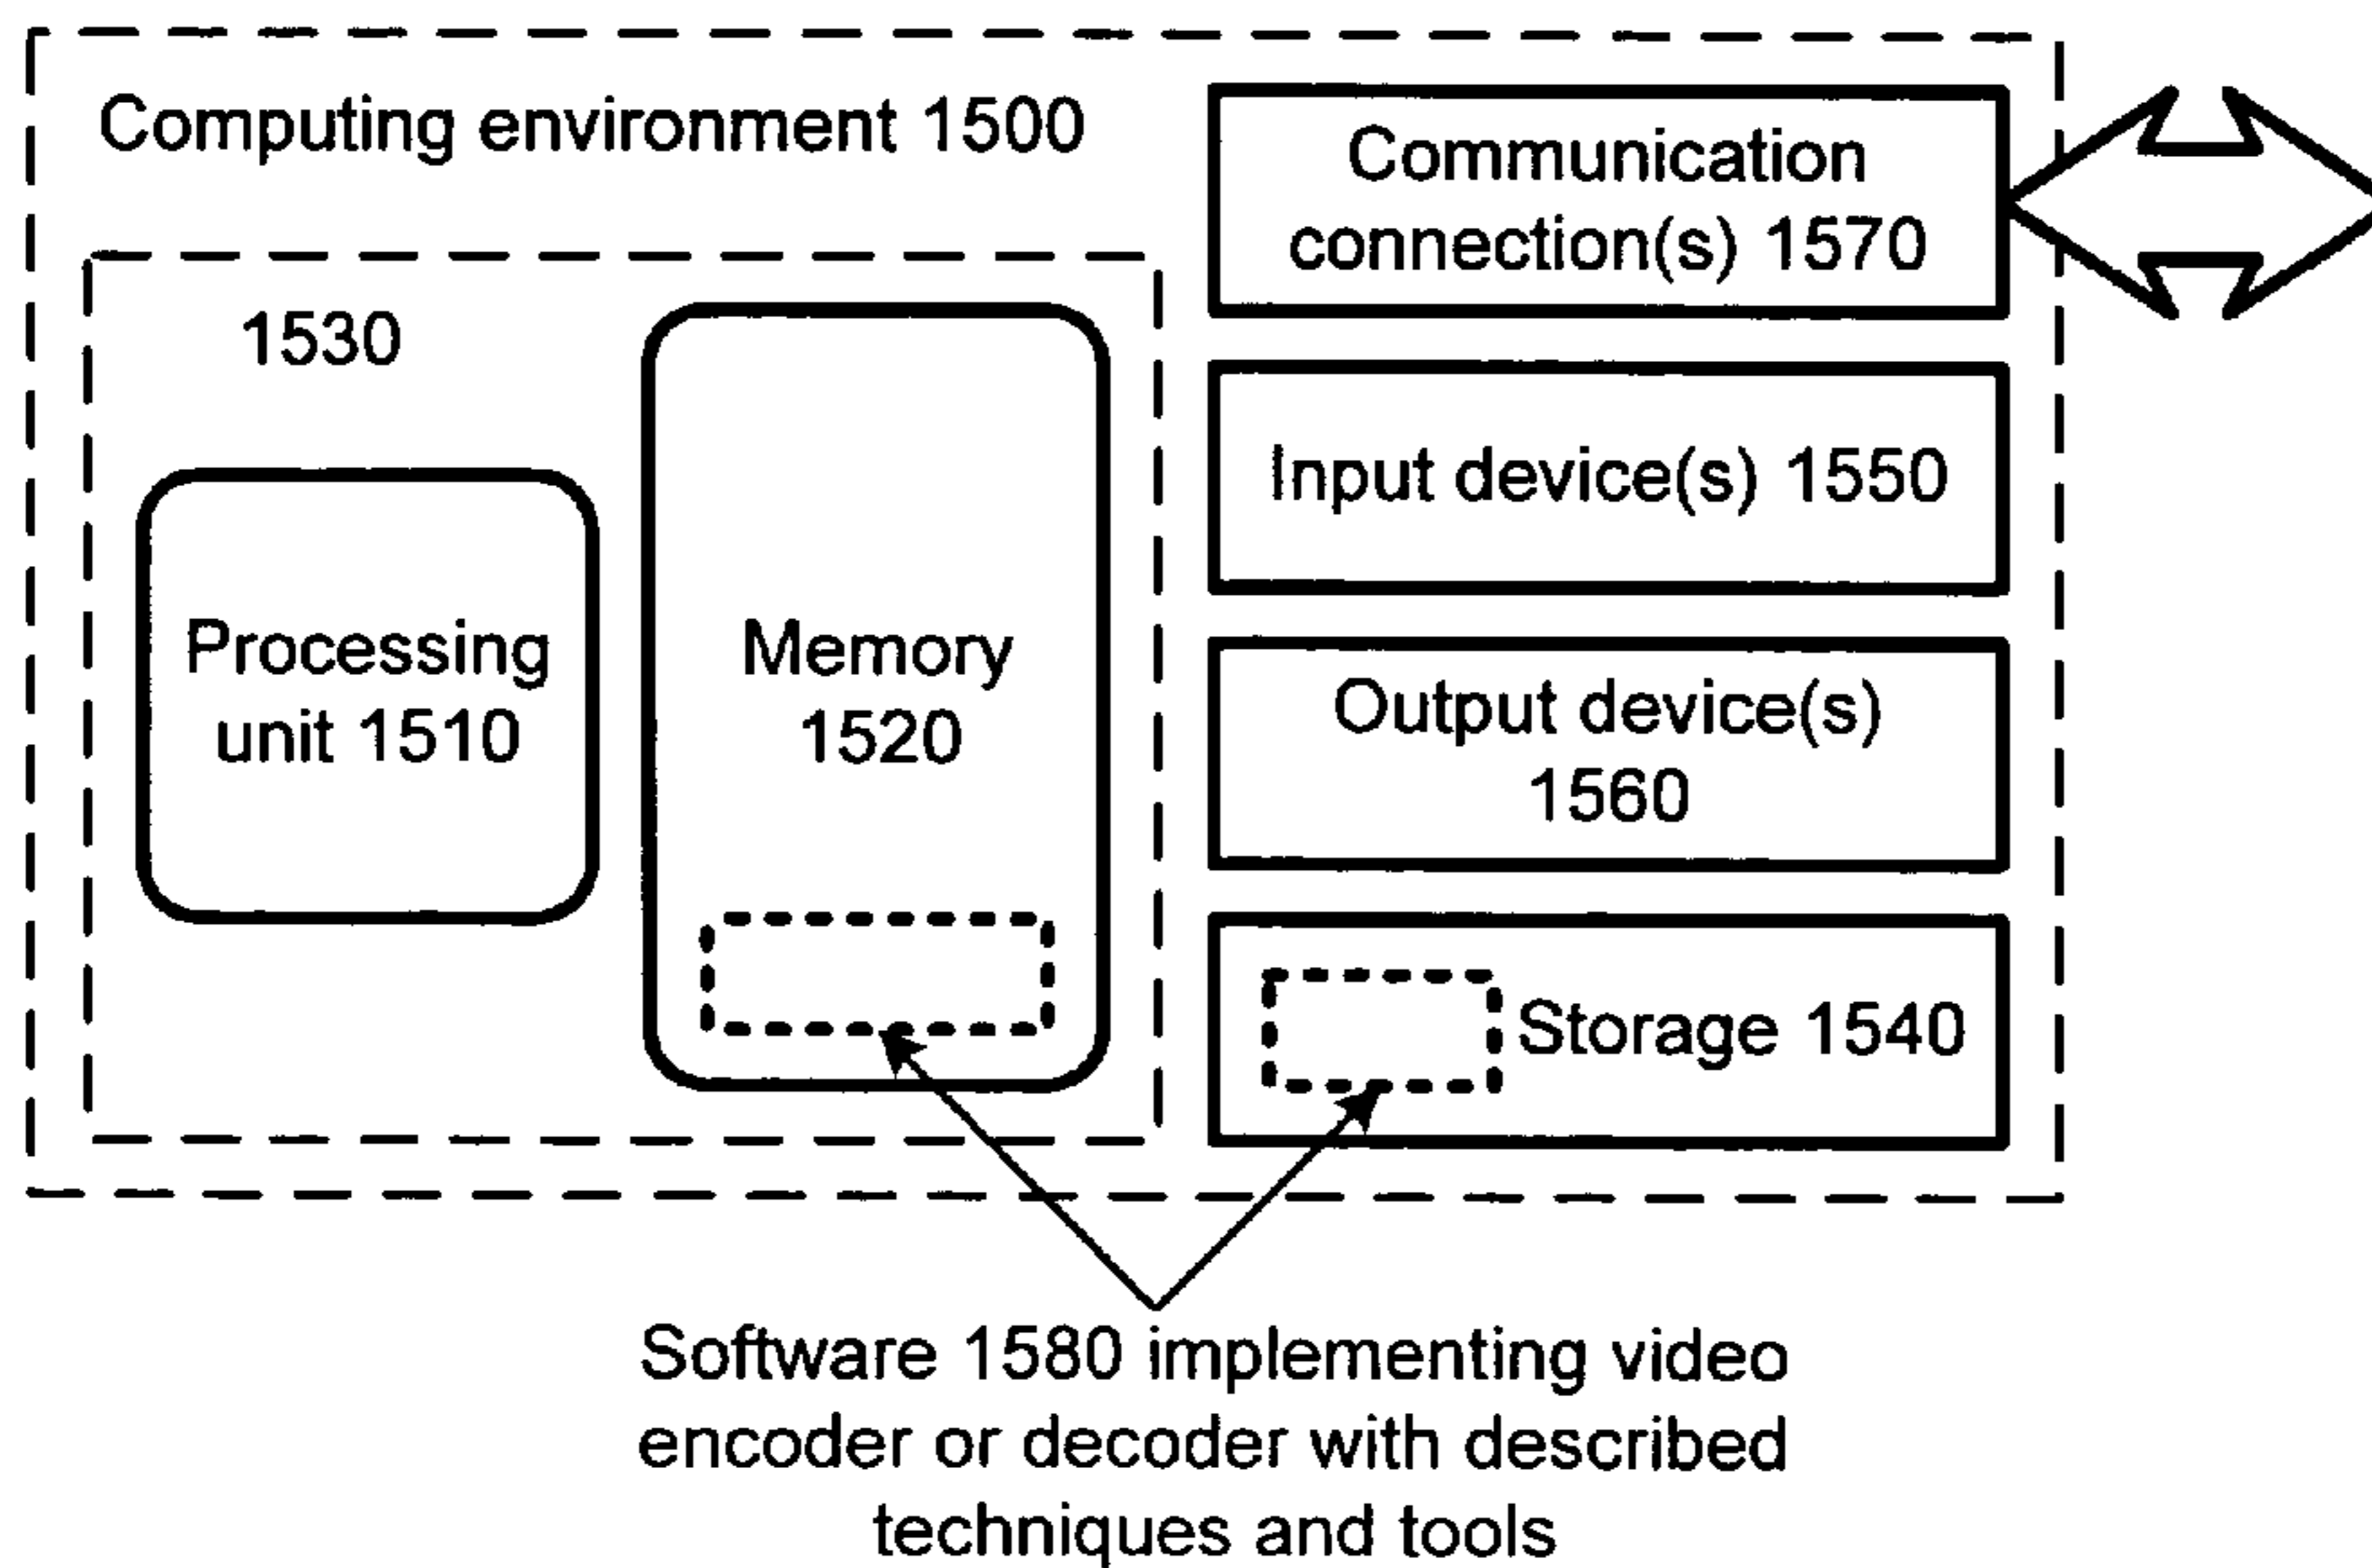 Computing environment 1500
Communication
connection(s) 1570
1530
Input device(s) 1550
Processing
unit 1510
Memory
1520
Output device(s)
1560
Storage 1540
Software 1580 implementing video
encoder or decoder with described
techniques and tools